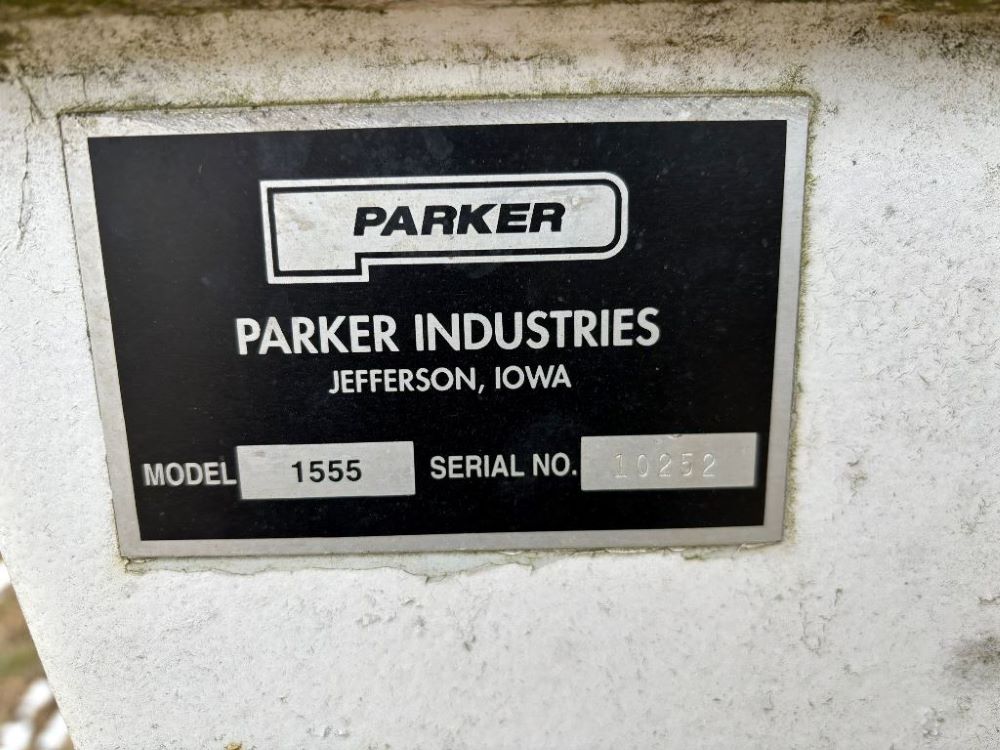 PARKER
PARKER INDUSTRIES
JEFFERSON, IOWA
MODEL 1555 SERIAL NO. 10252